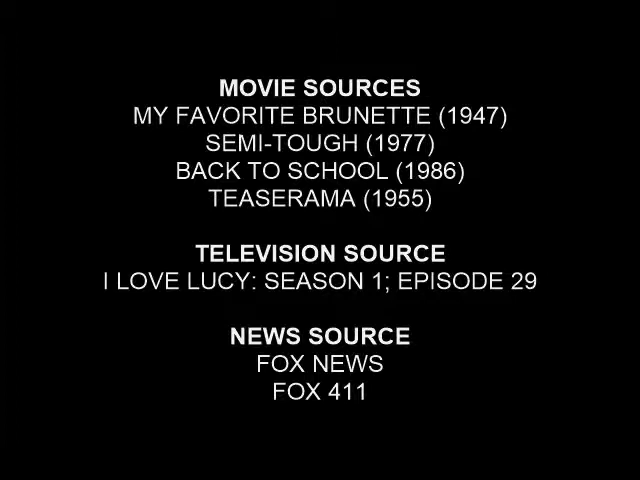 MOVIE SOURCES
MY FAVORITE BRUNETTE (1947)
SEMI-TOUGH (1977)
BACK TO SCHOOL (1986)
TEASERAMA (1955)
TELEVISION SOURCE
I LOVE LUCY: SEASON 1; EPISODE 29
NEWS SOURCE
FOX NEWS
FOX 411